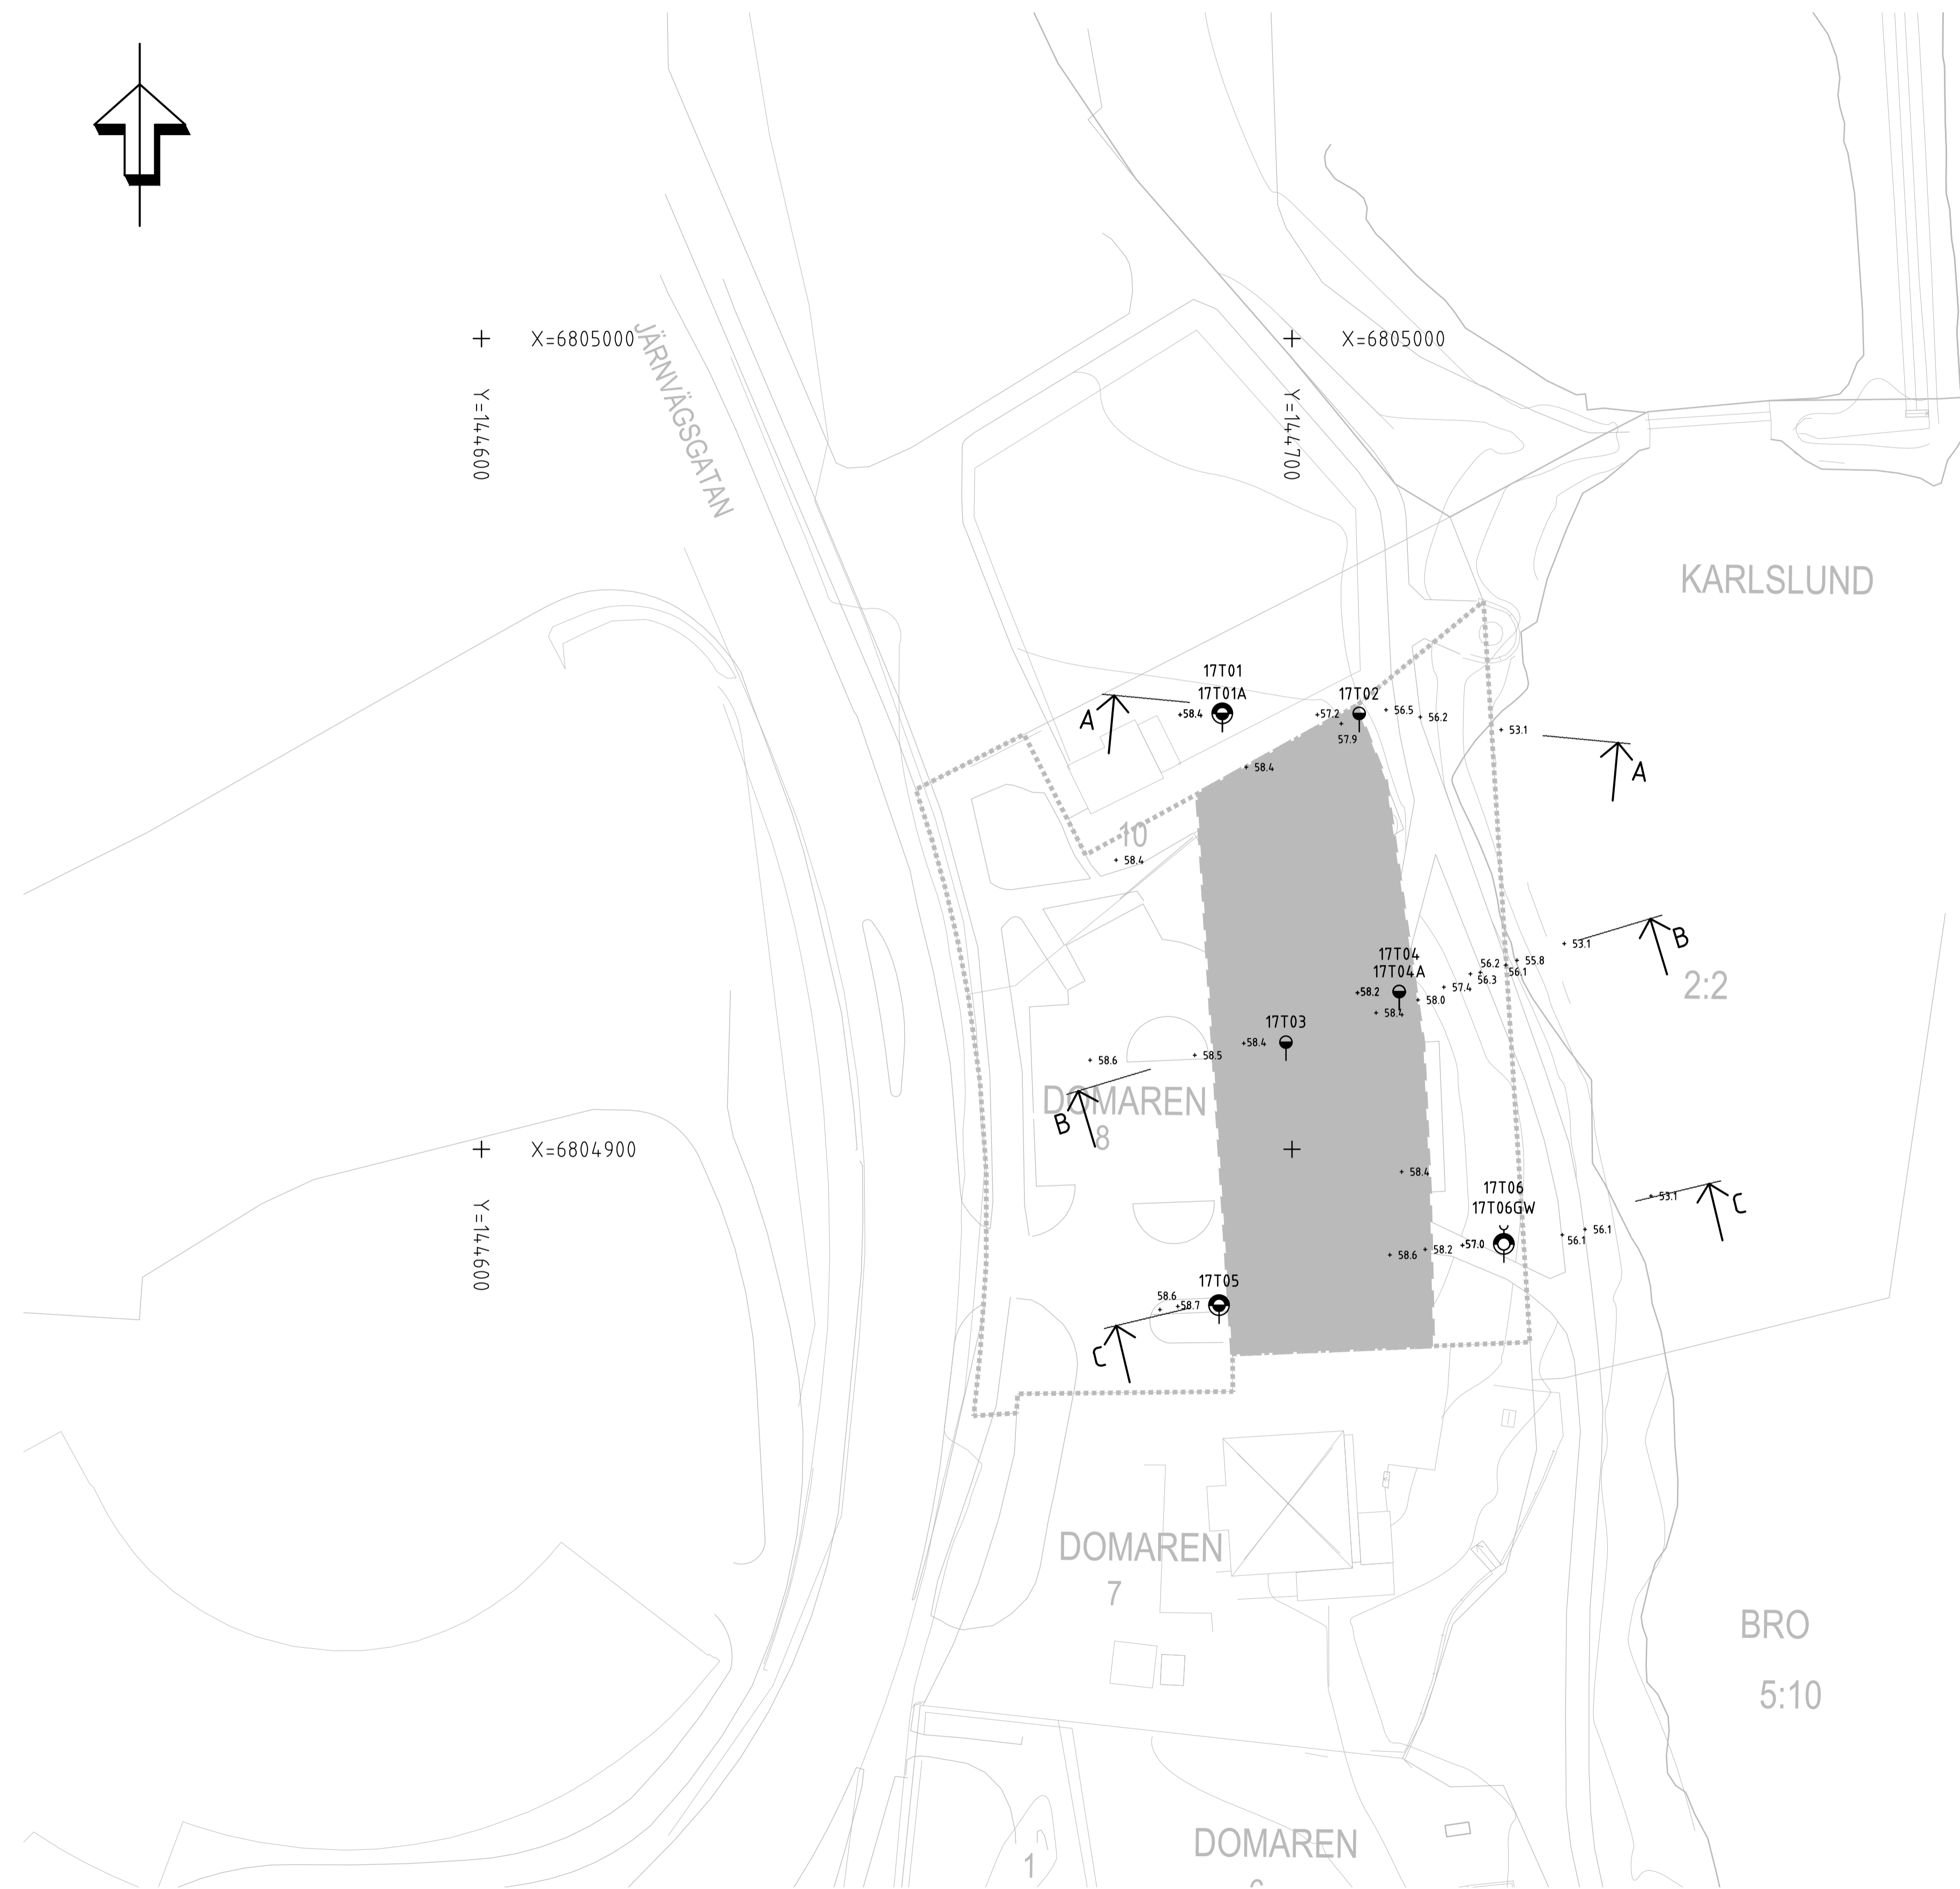 X=6805000
X=6805000
JÄRNVÄGSGATAN
Y=144600
Y=144700
KARLSLUND
17T01
17T01A
+58.4
17T02
+57.2
57.9
+ 56.5
+ 56.2
+ 53.1
A
A
+ 58.4
10
+ 58.4
B
+ 53.1
17T04
17T04A
+58.2
56.2
+ 55.8
56.1
56.3
+ 57.4
+ 58.0
+ 58.4
2:2
17T03
+58.4
+ 58.5
+ 58.6
DOMAREN
8
B
X=6804900
+ 58.4
17T06
17T06GW
+57.0
+ 53.1
C
Y=144600
+ 56.1
56.1
+ 58.2
+ 58.6
17T05
58.6
+58.7
C
DOMAREN
7
BRO
5:10
DOMAREN
1